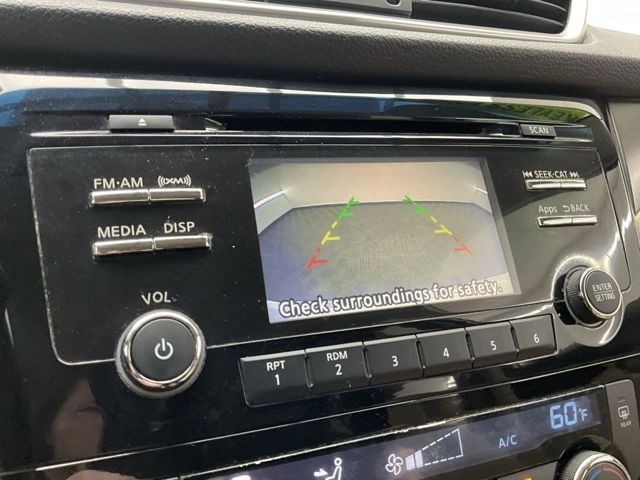 SCAN
FM·AM
XM
SEEK·CAT
MEDIA
DISP
Apps
BACK
Check surroundings for safety.
VOL
ENTER
SETTING
RPT
1
RDM
2
3
4
5
6
60°F
A/C
REAR